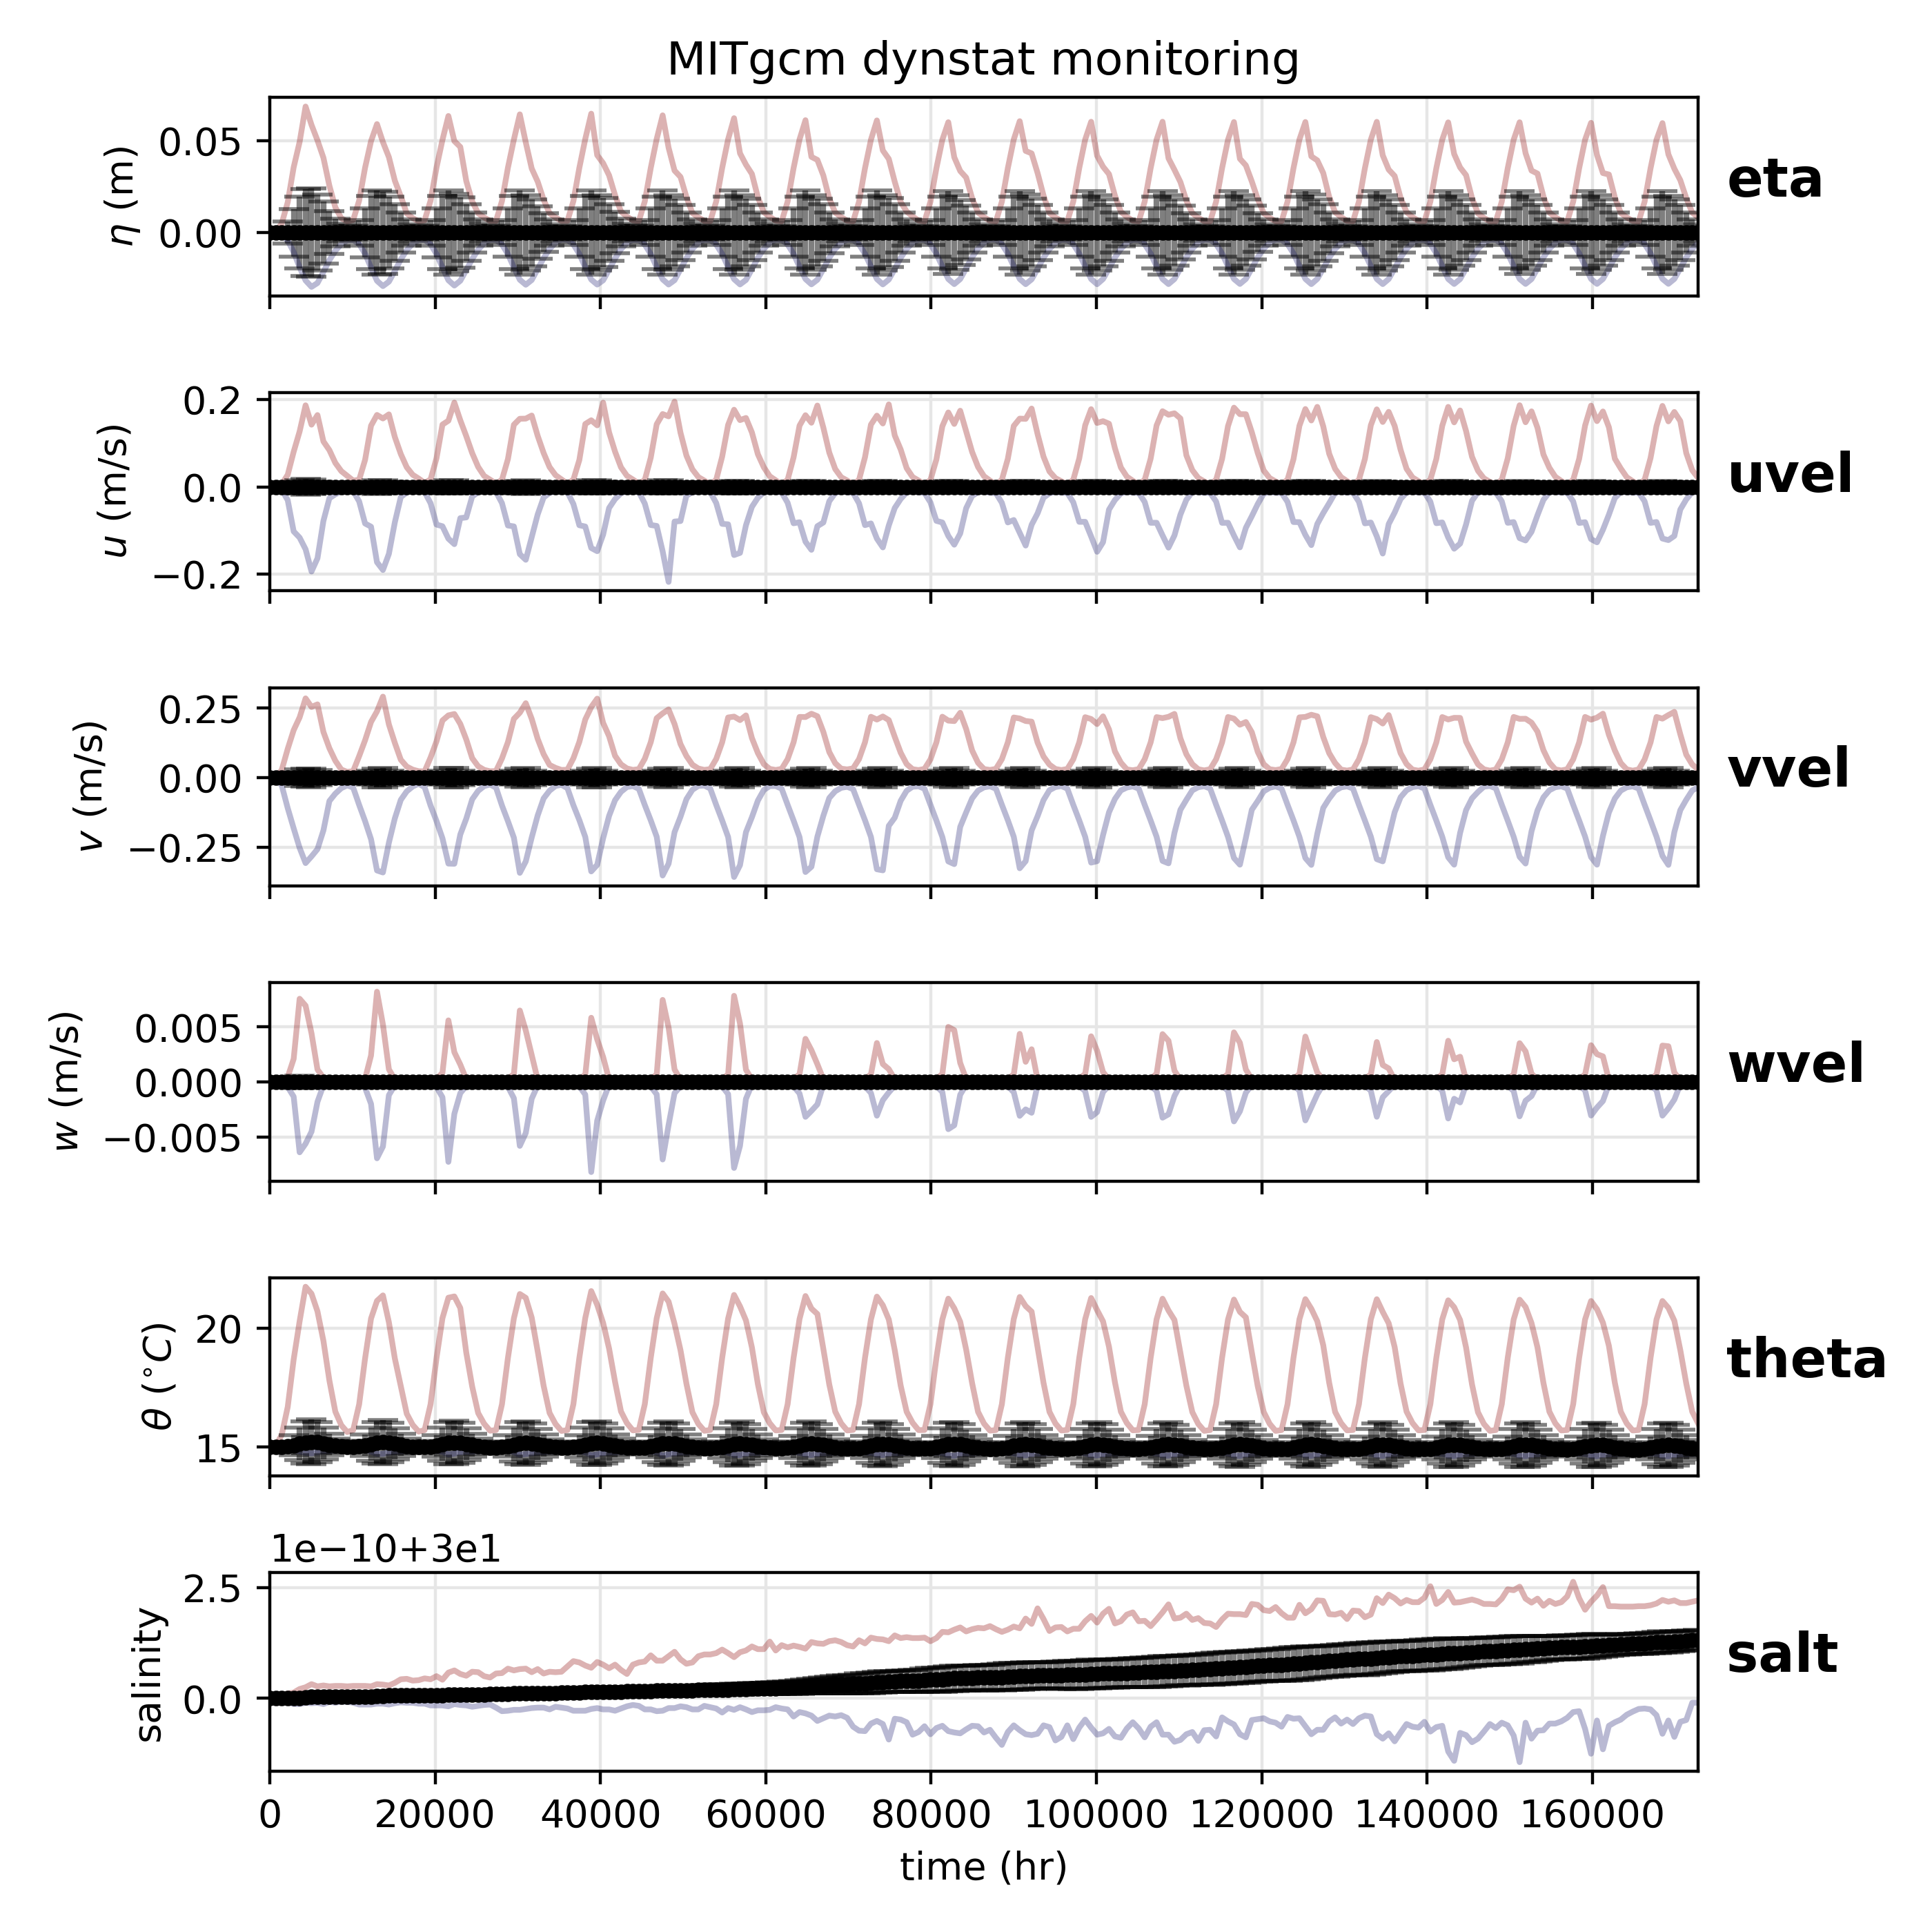 MITgcm dynstat monitoring
0.05
0.00
η (m)
eta
0.2
0.0
−0.2
u (m/s)
uvel
0.25
0.00
−0.25
v (m/s)
vvel
0.005
0.000
−0.005
w (m/s)
wvel
20
15
θ (°C)
theta
1e−10+3e1
2.5
0.0
salinity
salt
0 20000 40000 60000 80000 100000 120000 140000 160000
time (hr)